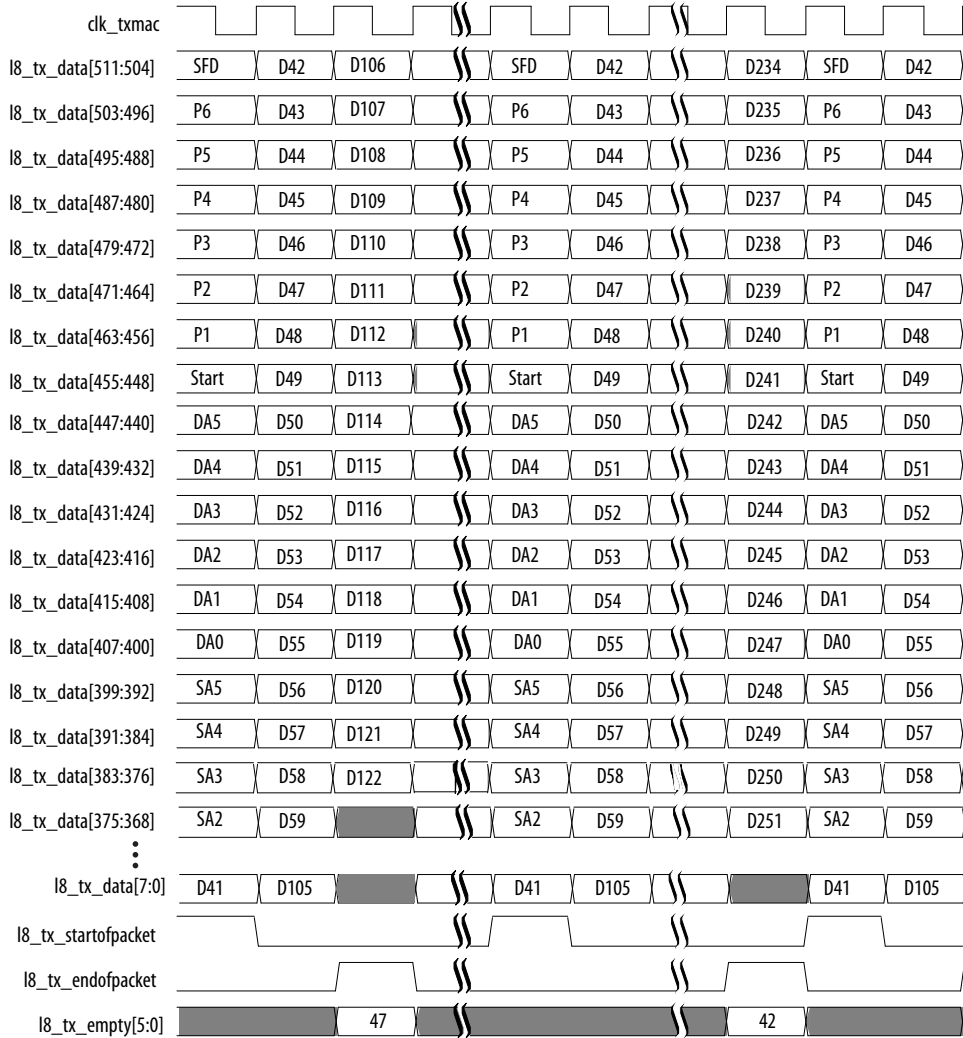 clk_txmac
l8_tx_data[511:504] SFD D42 D106 SFD D42 D234 SFD D42
l8_tx_data[503:496] P6 D43 D107 P6 D43 D235 P6 D43
l8_tx_data[495:488] P5 D44 D108 P5 D44 D236 P5 D44
l8_tx_data[487:480] P4 D45 D109 P4 D45 D237 P4 D45
l8_tx_data[479:472] P3 D46 D110 P3 D46 D238 P3 D46
l8_tx_data[471:464] P2 D47 D111 P2 D47 D239 P2 D47
l8_tx_data[463:456] P1 D48 D112 P1 D48 D240 P1 D48
l8_tx_data[455:448] Start D49 D113 Start D49 D241 Start D49
l8_tx_data[447:440] DA5 D50 D114 DA5 D50 D242 DA5 D50
l8_tx_data[439:432] DA4 D51 D115 DA4 D51 D243 DA4 D51
l8_tx_data[431:424] DA3 D52 D116 DA3 D52 D244 DA3 D52
l8_tx_data[423:416] DA2 D53 D117 DA2 D53 D245 DA2 D53
l8_tx_data[415:408] DA1 D54 D118 DA1 D54 D246 DA1 D54
l8_tx_data[407:400] DA0 D55 D119 DA0 D55 D247 DA0 D55
l8_tx_data[399:392] SA5 D56 D120 SA5 D56 D248 SA5 D56
l8_tx_data[391:384] SA4 D57 D121 SA4 D57 D249 SA4 D57
l8_tx_data[383:376] SA3 D58 D122 SA3 D58 D250 SA3 D58
l8_tx_data[375:368] SA2 D59 SA2 D59 D251 SA2 D59
l8_tx_data[7:0] D41 D105 D41 D105 D41 D105
l8_tx_startofpacket
l8_tx_endofpacket
l8_tx_empty[5:0] 47 42